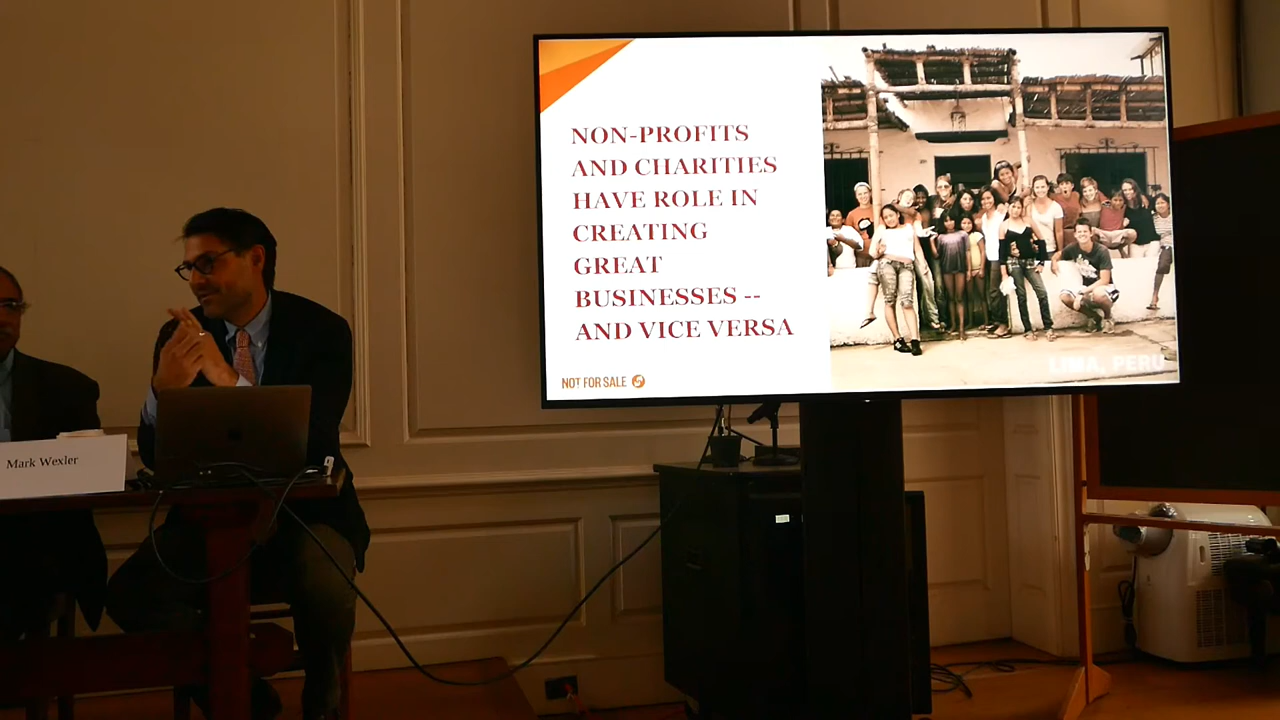 NON-PROFITS
AND CHARITIES
HAVE ROLE IN
CREATING
GREAT
BUSINESSES --
AND VICE VERSA
NOT FOR SALE
LIMA, PERU
Mark Wexler